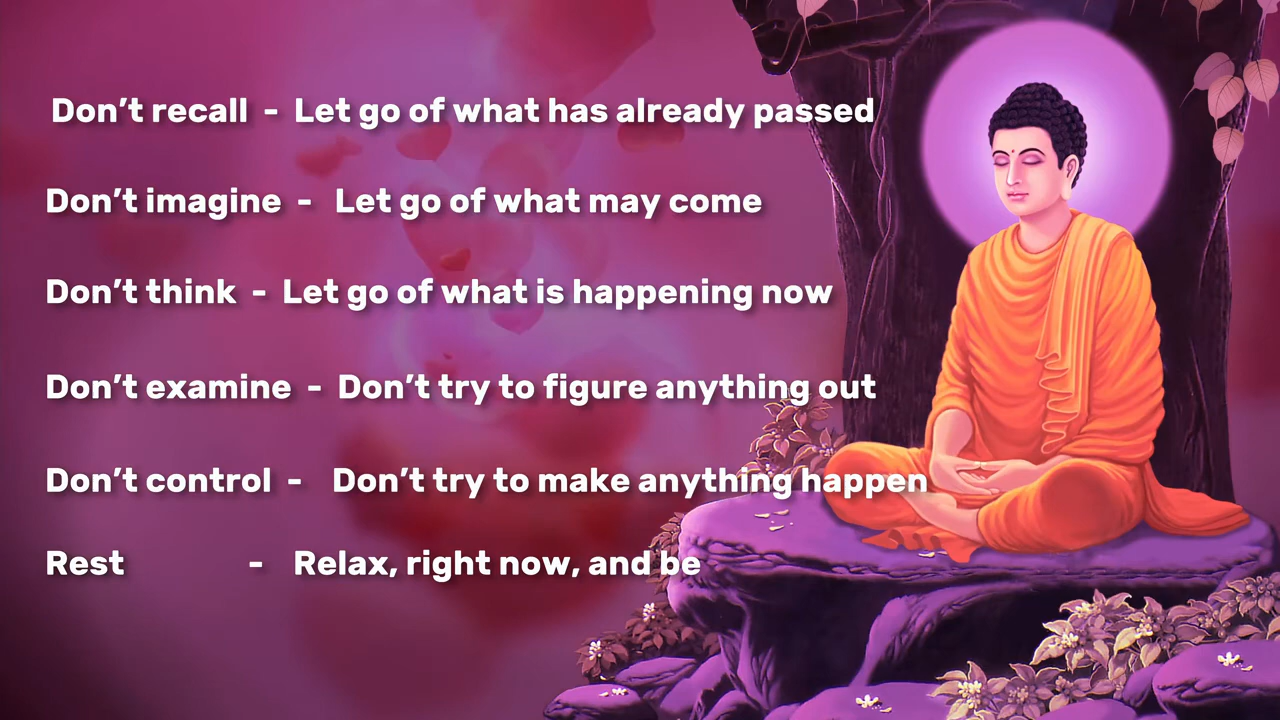 Don’t recall - Let go of what has already passed
Don’t imagine - Let go of what may come
Don’t think - Let go of what is happening now
Don’t examine - Don’t try to figure anything out
Don’t control - Don’t try to make anything happen
Rest - Relax, right now, and be